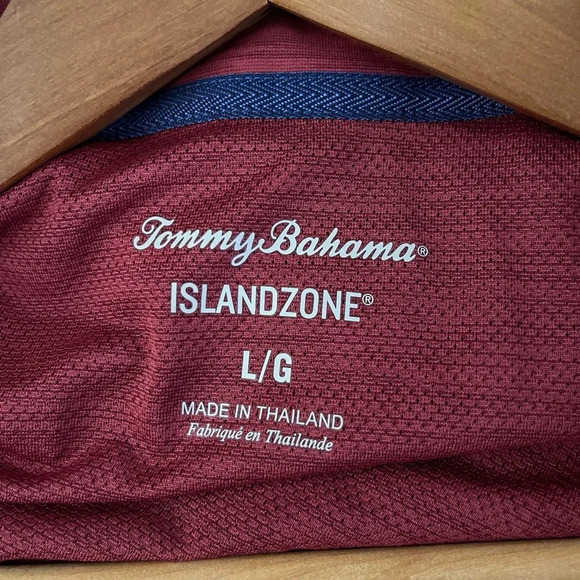 Tommy Bahama®
ISLANDZONE®
L/G
MADE IN THAILAND
Fabriqué en Thailande